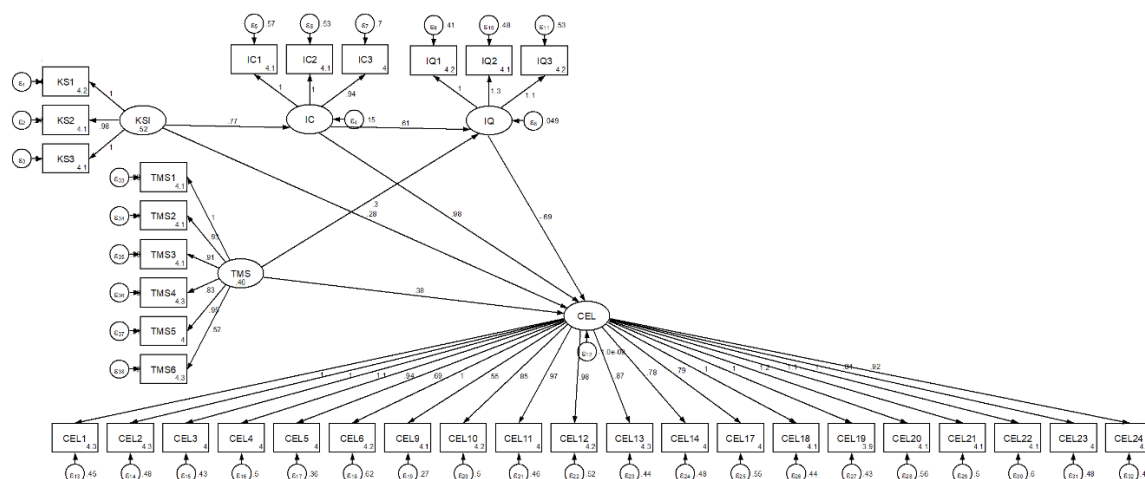 ε5 .57 ε6 .53 ε7 .7 ε9 .41 ε10 .48 ε11 .53
IC1 4.1 IC2 4.1 IC3 4 IQ1 4.2 IQ2 4.1 IQ3 4.2
ε1 KS1 4.2 1 1 1 .94 1 1.3 1.1
ε2 KS2 4.1 .98 KSI .52 .77 IC ε4 .15 .61 IQ ε8 .049
ε3 KS3 4.1 1
ε33 TMS1 4.1 1
ε34 TMS2 4.1 .93 .3 .28 .98 -.69
ε35 TMS3 4.1 .91
ε36 TMS4 4.3 .83 TMS .40 .38
ε37 TMS5 4 .95 CEL
ε38 TMS6 4.3 .52 ε12
1 1 1.1 .94 .69 1 .55 .85 .97 .98 .87 .78 .79 1 1 1 1.2 1.1 .92
CEL1 4.3 CEL2 4.3 CEL3 4 CEL4 4 CEL5 4 CEL6 4.2 CEL9 4.1 CEL10 4.2 CEL11 4 CEL12 4.2 CEL13 4.3 CEL14 4 CEL17 4 CEL18 4.1 CEL19 3.9 CEL20 4.1 CEL21 4.1 CEL22 4.1 CEL23 4 CEL24
ε13 .45 ε14 .48 ε15 .43 ε16 .5 ε17 .36 ε18 .62 ε19 .27 ε20 .5 ε21 .46 ε22 .52 ε23 .44 ε24 .48 ε25 .55 ε26 .44 ε27 .43 ε28 .56 ε29 .5 ε30 .6 ε31 .48 ε32